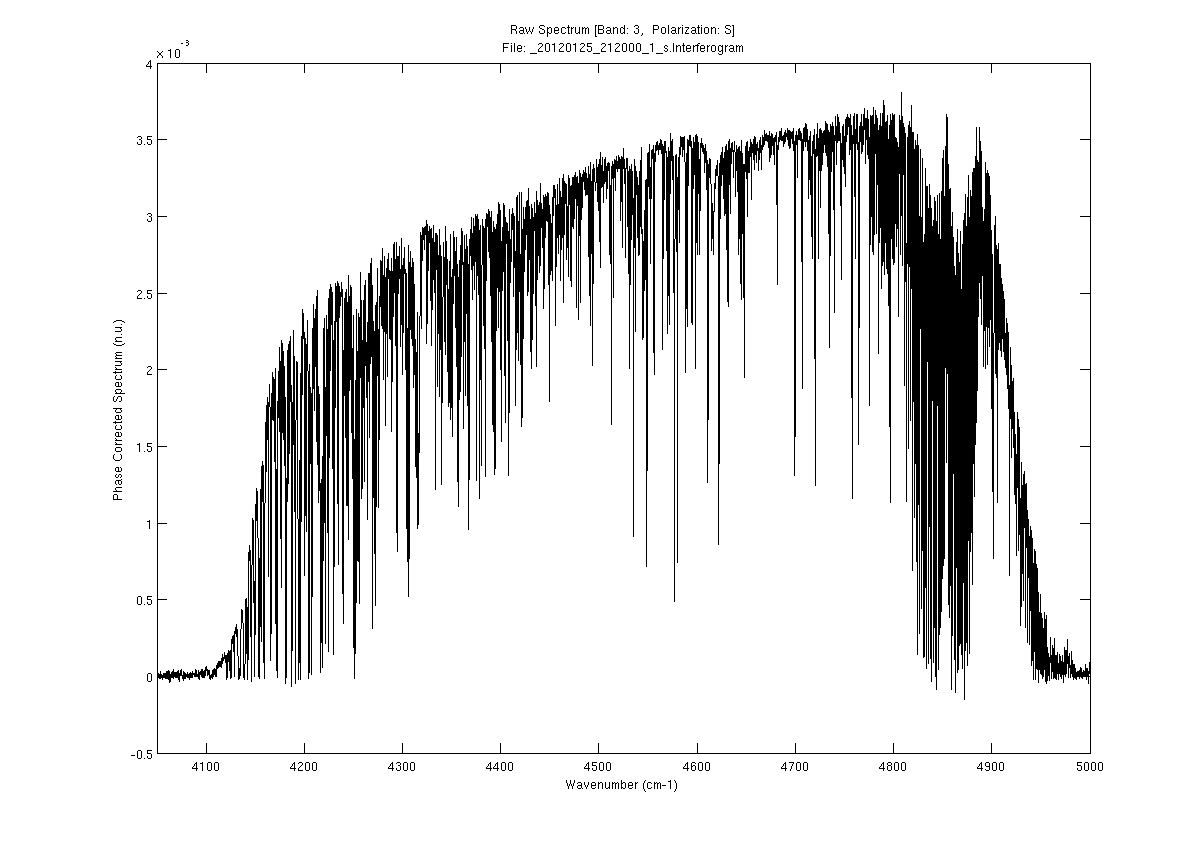 Raw Spectrum [Band: 3, Polarization: S]
File: _20120125_212000_1_s.Interferogram
×10⁻³
4
3.5
3
2.5
2
1.5
1
0.5
0
-0.5
Phase Corrected Spectrum (n.u.)
4100 4200 4300 4400 4500 4600 4700 4800 4900 5000
Wavenumber (cm-1)